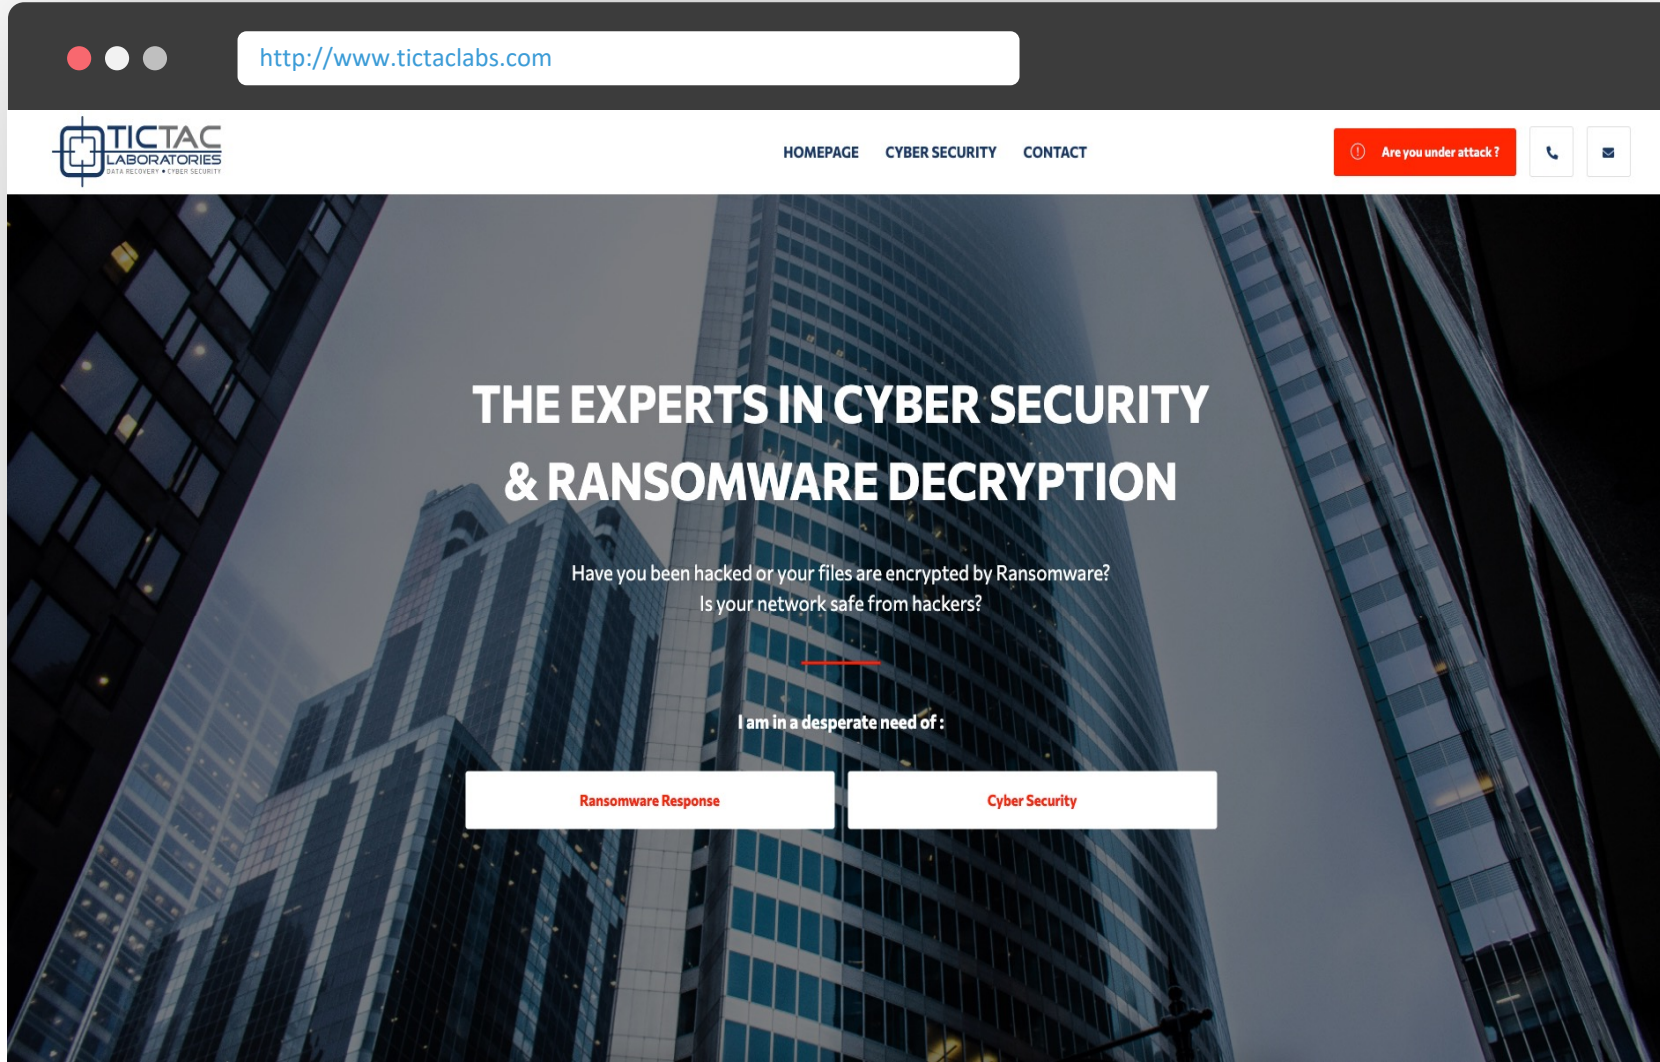 http://www.tictaclabs.com
TICTAC
LABORATORIES
DATA RECOVERY • CYBER SECURITY
HOMEPAGE CYBER SECURITY CONTACT
Are you under attack ?
THE EXPERTS IN CYBER SECURITY
& RANSOMWARE DECRYPTION
Have you been hacked or your files are encrypted by Ransomware?
Is your network safe from hackers?
I am in a desperate need of :
Ransomware Response
Cyber Security